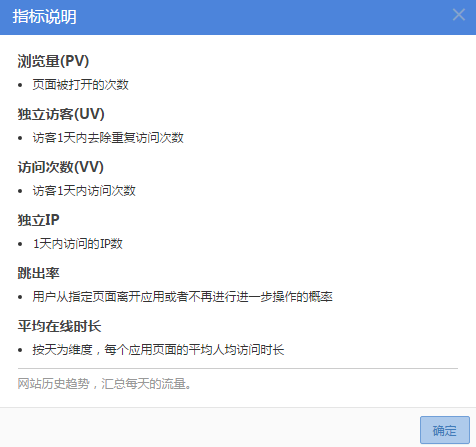 指标说明
浏览量(PV)
• 页面被打开的次数
独立访客(UV)
• 访客1天内去除重复访问次数
访问次数(VV)
• 访客1天内访问次数
独立IP
• 1天内访问的IP数
跳出率
• 用户从指定页面离开应用或者不再进行进一步操作的概率
平均在线时长
• 按天为维度，每个应用页面的平均人均访问时长
网站历史趋势，汇总每天的流量。
确定